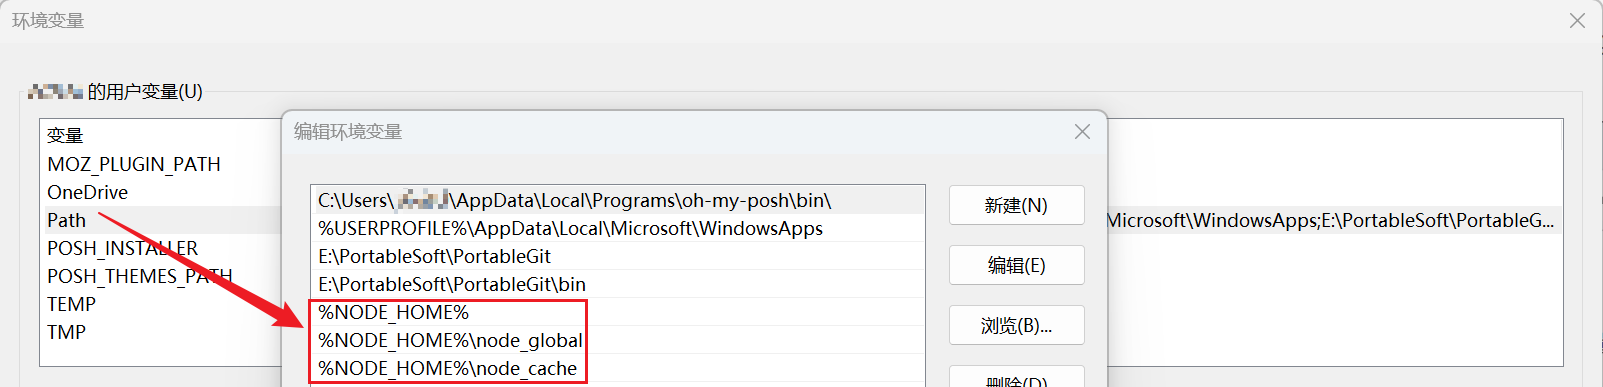 环境变量
的用户变量(U)
变量
MOZ_PLUGIN_PATH
OneDrive
Path
POSH_INSTALLER
POSH_THEMES_PATH
TEMP
TMP
编辑环境变量
C:\Users\ \AppData\Local\Programs\oh-my-posh\bin\
%USERPROFILE%\AppData\Local\Microsoft\WindowsApps
E:\PortableSoft\PortableGit
E:\PortableSoft\PortableGit\bin
%NODE_HOME%
%NODE_HOME%\node_global
%NODE_HOME%\node_cache
新建(N)
编辑(E)
浏览(B)...
删除(D)
Microsoft\WindowsApps;E:\PortableSoft\PortableG...